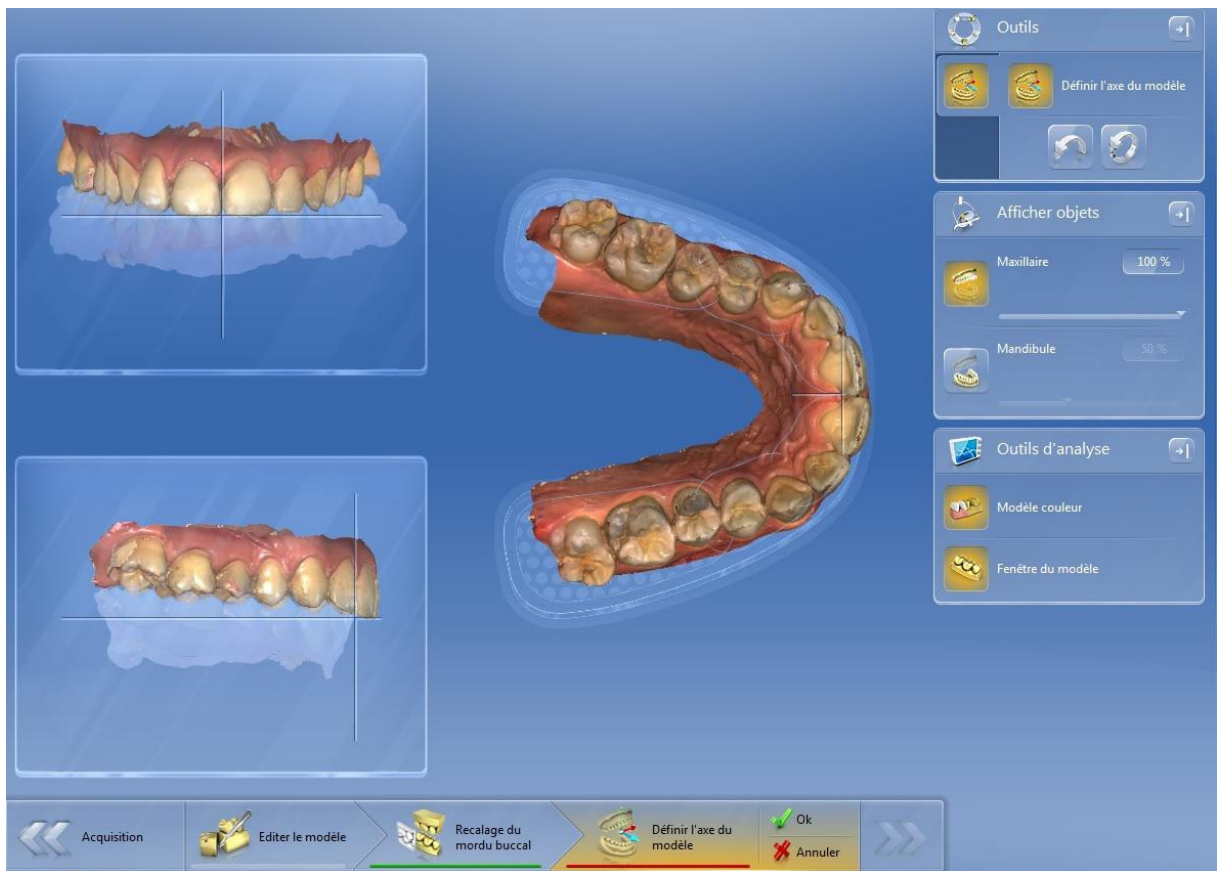 Outils
Définir l'axe du modèle
Afficher objets
Maxillaire
100 %
Mandibule
50 %
Outils d'analyse
Modèle couleur
Fenêtre du modèle
Acquisition
Editer le modèle
Recalage du
mordu buccal
Définir l'axe du
modèle
Ok
Annuler